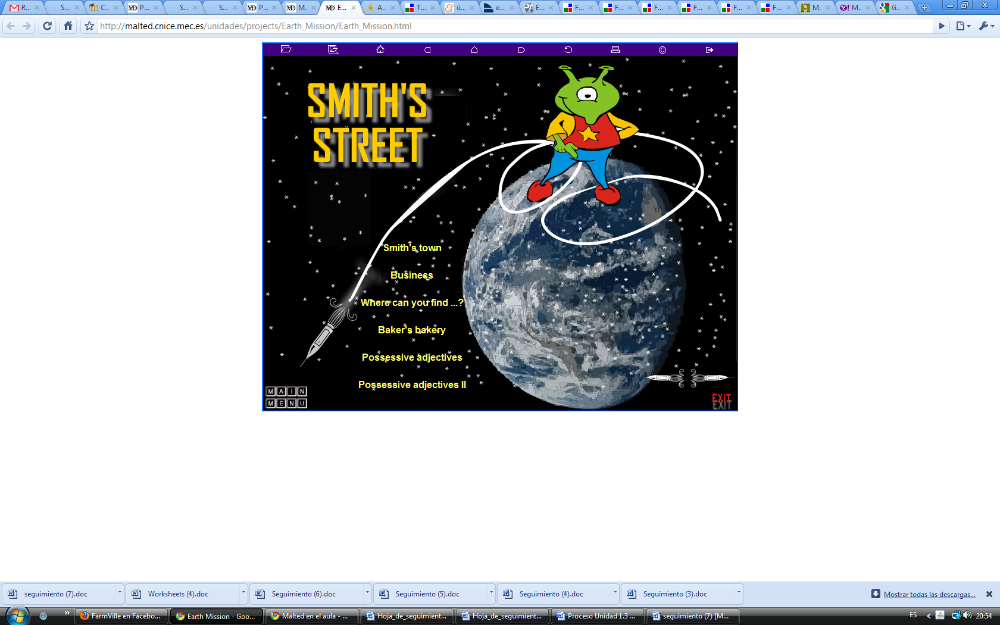 R...
S...
C...
P...
S...
S...
P...
M...
E...
A...
T...
ú...
e...
E...
F...
F...
F...
F...
F...
F...
M...
M...
G...
http://malted.cnice.mec.es/unidades/projects/Earth_Mission/Earth_Mission.html
SMITH'S
STREET
Smith's town
Business
Where can you find ...?
Baker's bakery
Possessive adjectives
Possessive adjectives II
MAIN
MENU
EXIT
seguimiento (7).doc
Worksheets (4).doc
Seguimiento (6).doc
Seguimiento (5).doc
Seguimiento (4).doc
Seguimiento (3).doc
Mostrar todas las descargas...
FarmVille en Facebo...
Earth Mission - Goo...
Malted en el aula - ...
Hoja_de_seguimient...
Hoja_de_seguimient...
Proceso Unidad 1.3 ...
seguimiento (7) [M...
ES
20:54